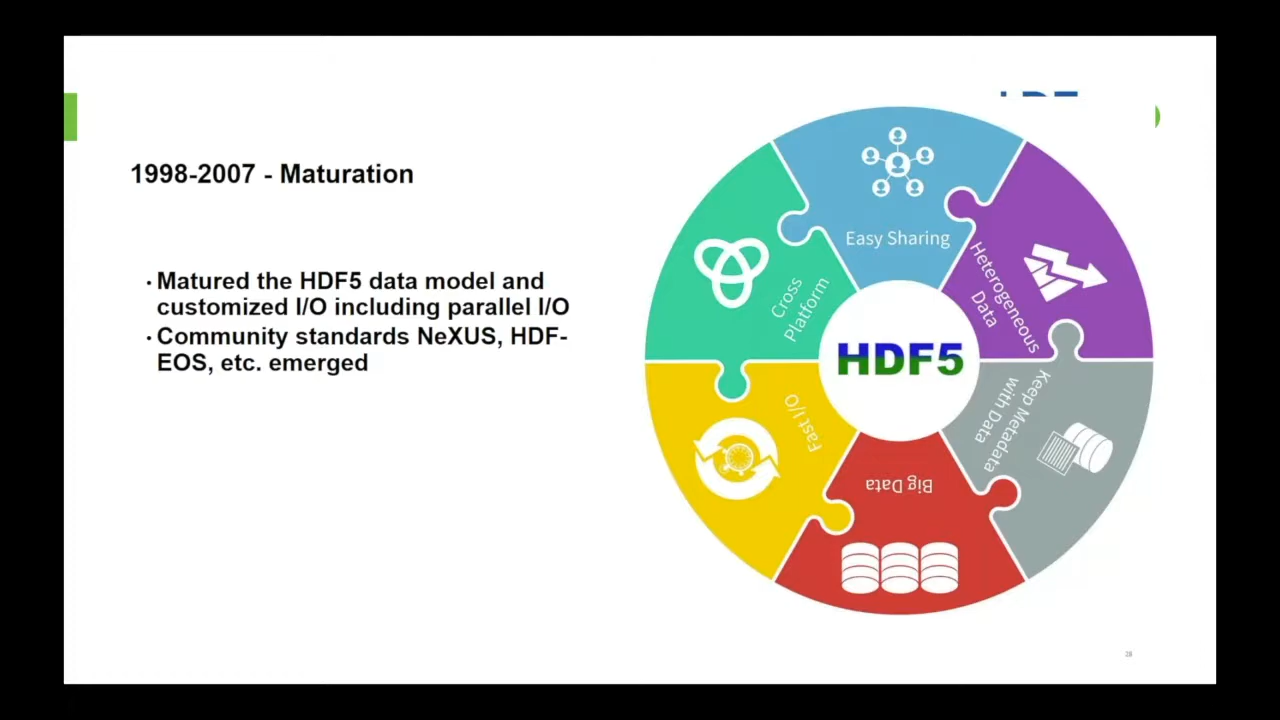 1998-2007 - Maturation
• Matured the HDF5 data model and
customized I/O including parallel I/O
• Community standards NeXUS, HDF-
EOS, etc. emerged
Easy Sharing
Heterogeneous
Data
Keep Metadata
with Data
Big Data
Fast I/O
Cross
Platform
HDF5
28